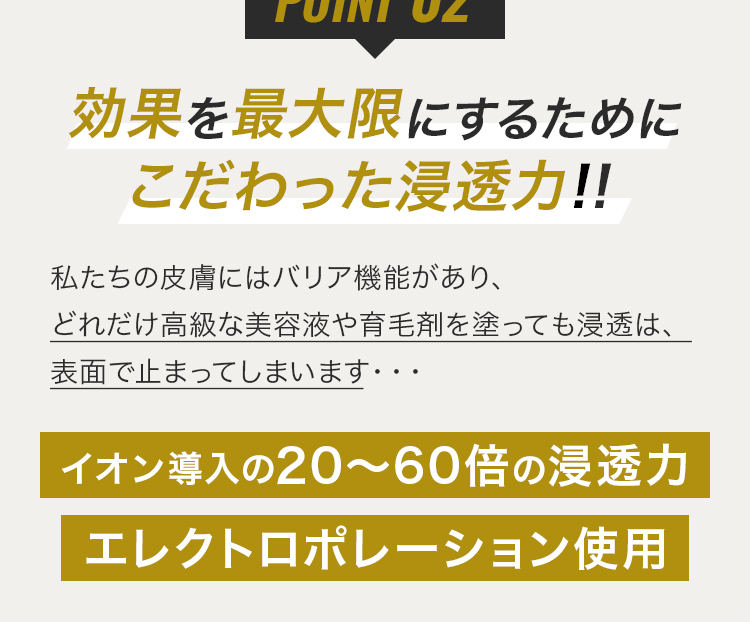 POINT 02
効果を最大限にするために
こだわった浸透力!!
私たちの皮膚にはバリア機能があり、
どれだけ高級な美容液や育毛剤を塗っても浸透は、
表面で止まってしまいます・・・
イオン導入の20～60倍の浸透力
エレクトロポレーション使用